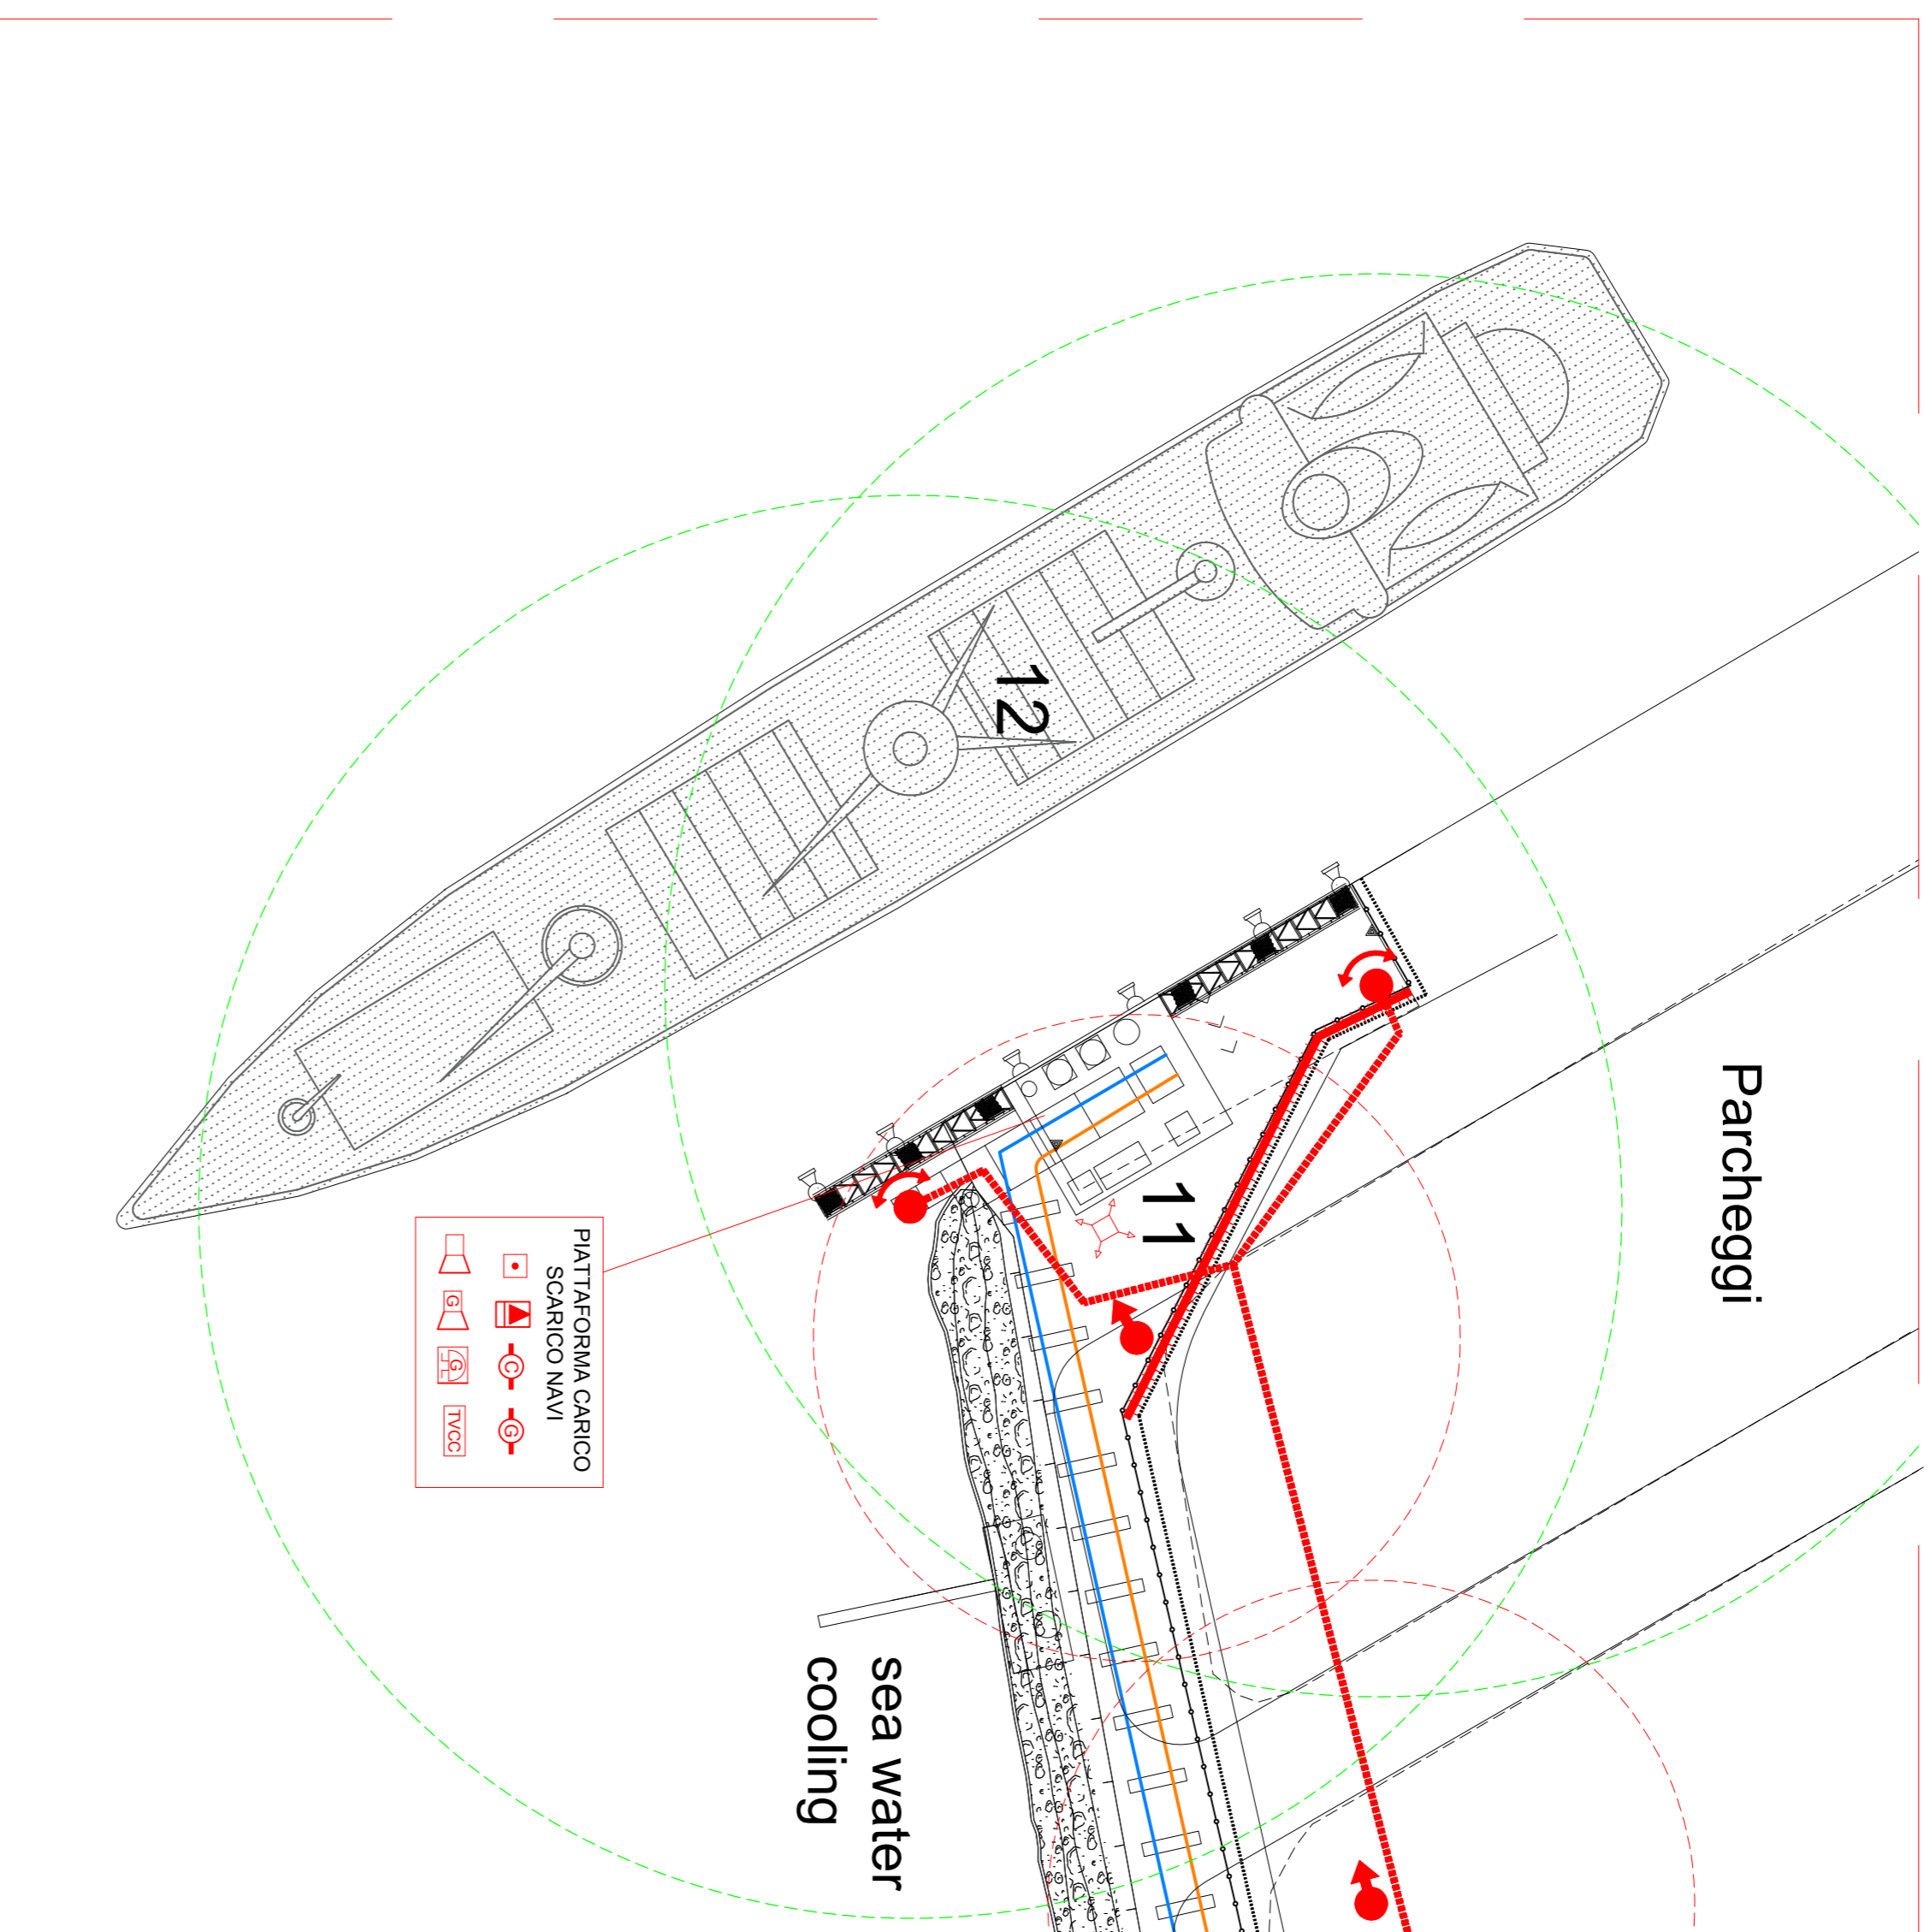 12
11
Parcheggi
PIATTAFORMA CARICO
SCARICO NAVI
C
G
G
G
TVCC
sea water
cooling